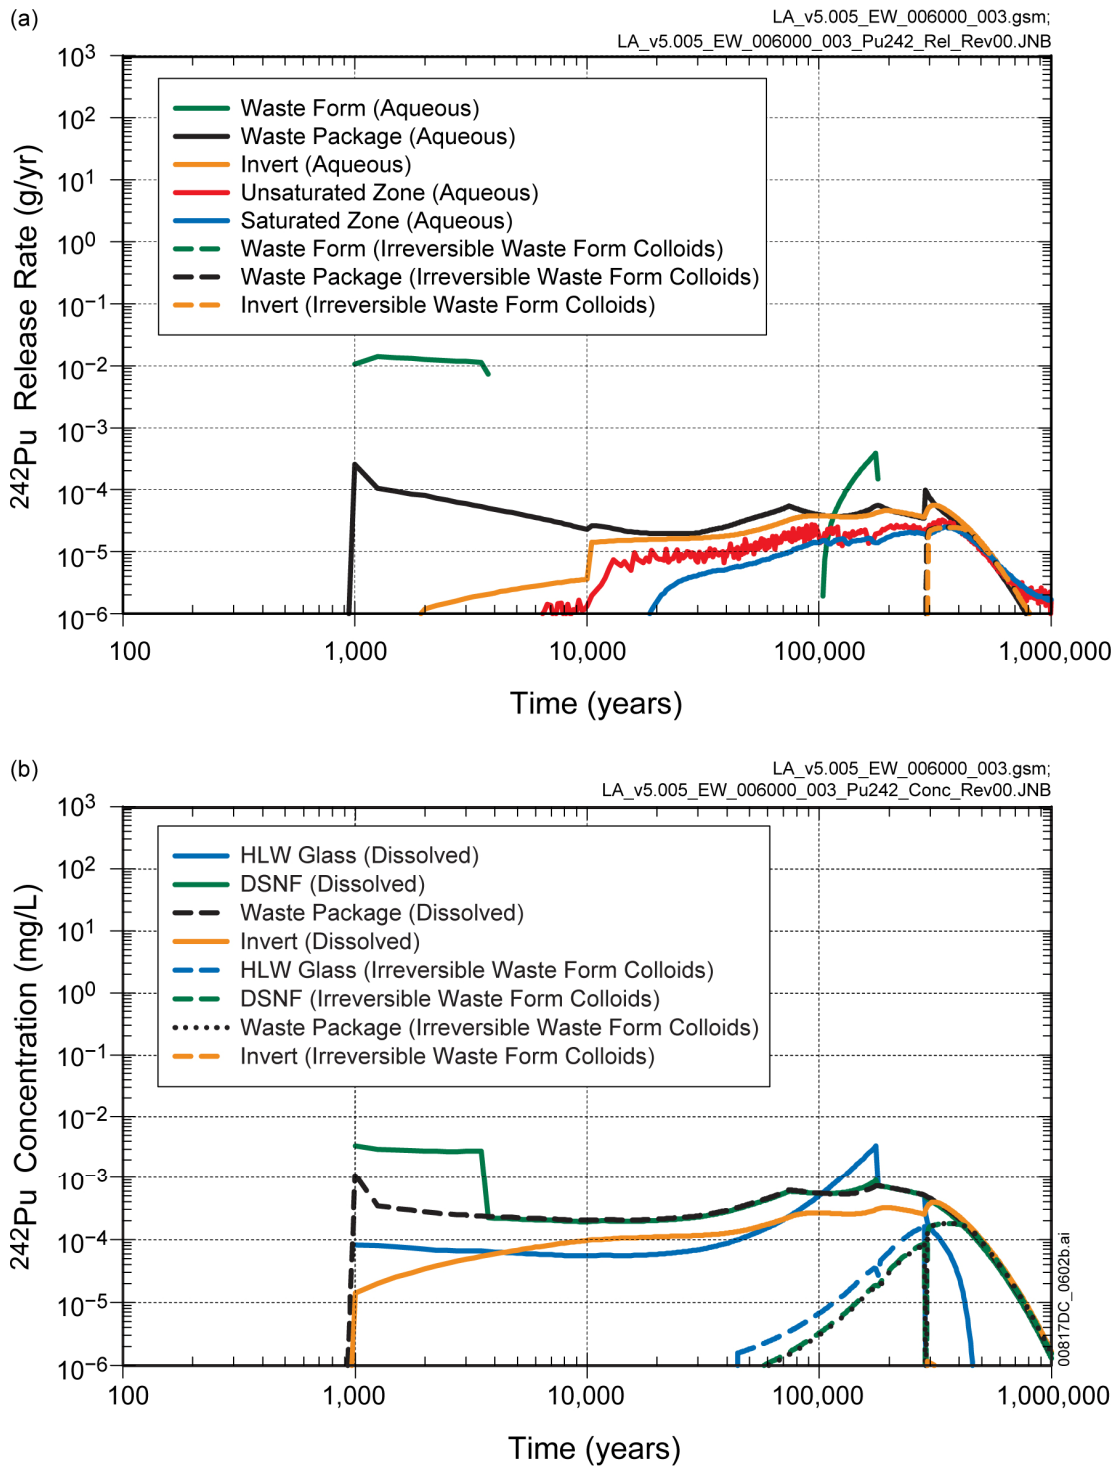 (a)
LA_v5.005_EW_006000_003.gsm;
LA_v5.005_EW_006000_003_Pu242_Rel_Rev00.JNB
10³
10²
10¹
10⁰
10⁻¹
10⁻²
10⁻³
10⁻⁴
10⁻⁵
10⁻⁶
²⁴²Pu Release Rate (g/yr)
Waste Form (Aqueous)
Waste Package (Aqueous)
Invert (Aqueous)
Unsaturated Zone (Aqueous)
Saturated Zone (Aqueous)
Waste Form (Irreversible Waste Form Colloids)
Waste Package (Irreversible Waste Form Colloids)
Invert (Irreversible Waste Form Colloids)
100 1,000 10,000 100,000 1,000,000
Time (years)
(b)
LA_v5.005_EW_006000_003.gsm;
LA_v5.005_EW_006000_003_Pu242_Conc_Rev00.JNB
10³
10²
10¹
10⁰
10⁻¹
10⁻²
10⁻³
10⁻⁴
10⁻⁵
10⁻⁶
²⁴²Pu Concentration (mg/L)
HLW Glass (Dissolved)
DSNF (Dissolved)
Waste Package (Dissolved)
Invert (Dissolved)
HLW Glass (Irreversible Waste Form Colloids)
DSNF (Irreversible Waste Form Colloids)
Waste Package (Irreversible Waste Form Colloids)
Invert (Irreversible Waste Form Colloids)
00817DC_0602b.ai
100 1,000 10,000 100,000 1,000,000
Time (years)